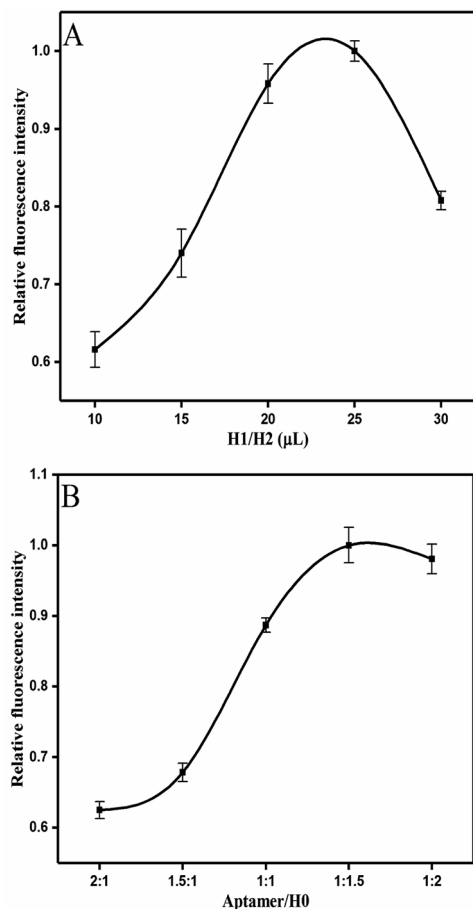 A
1.0
0.9
0.8
0.7
0.6
Relative fluorescence intensity
10 15 20 25 30
H1/H2 (µL)
B
1.1
1.0
0.9
0.8
0.7
0.6
Relative fluorescence intensity
2:1 1.5:1 1:1 1:1.5 1:2
Aptamer/H0